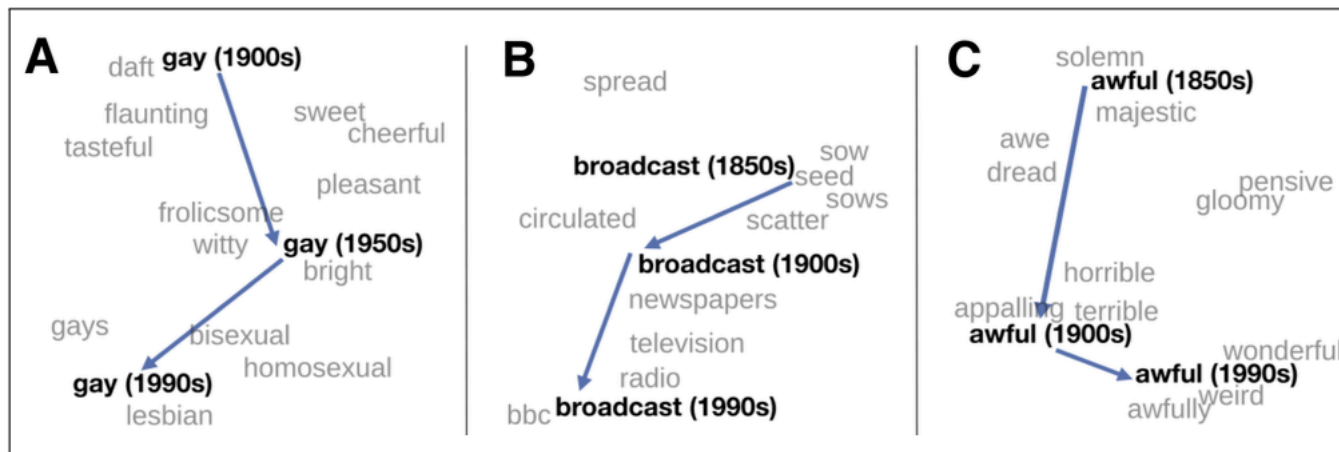 A
daft gay (1900s)
flaunting
sweet
cheerful
tasteful
pleasant
frolicsome
witty
gay (1950s)
bright
gays
bisexual
homosexual
gay (1990s)
lesbian
B
spread
broadcast (1850s)
sow
seed
sows
circulated
scatter
broadcast (1900s)
newspapers
television
radio
bbc broadcast (1990s)
C
solemn
awful (1850s)
majestic
awe
dread
pensive
gloomy
horrible
appalling terrible
awful (1900s)
wonderful
awful (1990s)
weird
awfully